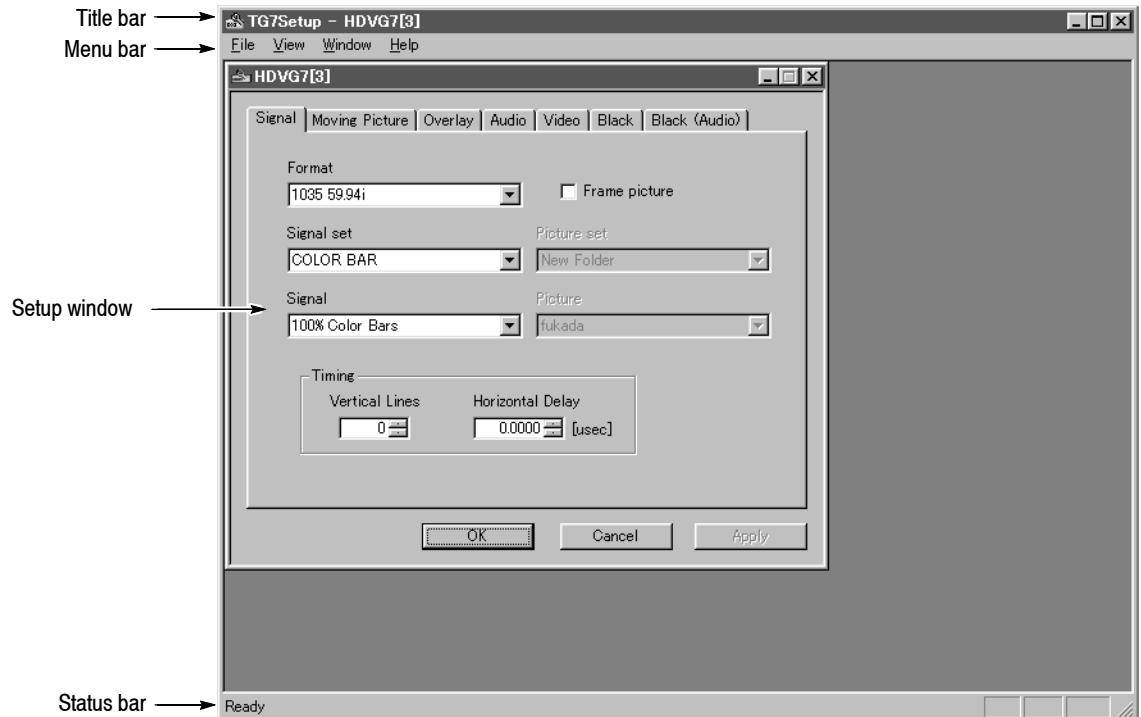 Title bar
TG7Setup - HDVG7[3]
Menu bar
File View Window Help
HDVG7[3]
Signal Moving Picture Overlay Audio Video Black Black (Audio)
Format
1035 59.94i
Frame picture
Signal set
Picture set
COLOR BAR
New Folder
Setup window
Signal
Picture
100% Color Bars
fukada
Timing
Vertical Lines
Horizontal Delay
0
0.0000 [usec]
OK
Cancel
Apply
Status bar
Ready